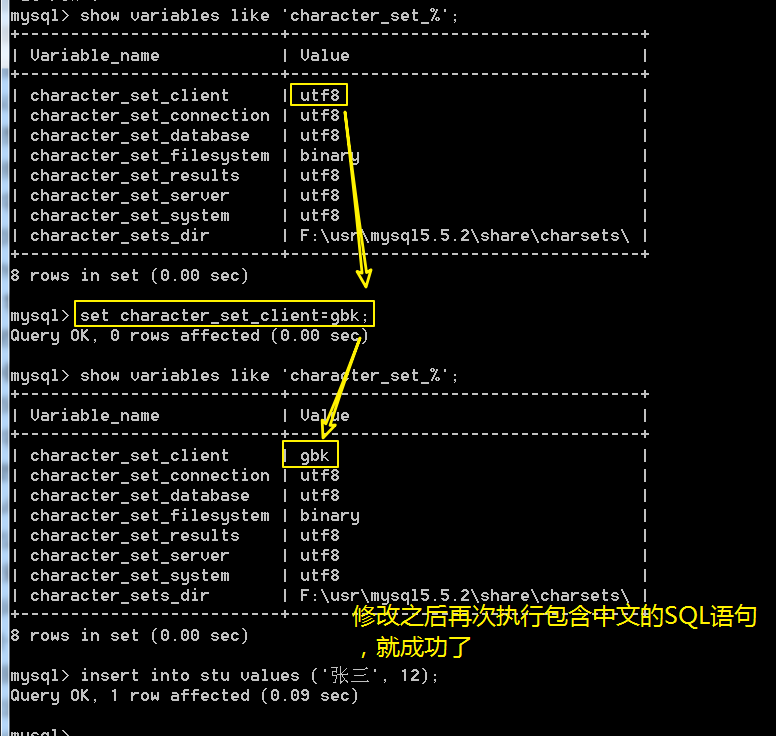 mysql> show variables like 'character_set_%';
+--------------------------+-----------------------------------+
| Variable_name            | Value                             |
+--------------------------+-----------------------------------+
| character_set_client     | utf8                              |
| character_set_connection | utf8                              |
| character_set_database   | utf8                              |
| character_set_filesystem | binary                            |
| character_set_results    | utf8                              |
| character_set_server     | utf8                              |
| character_set_system     | utf8                              |
| character_sets_dir       | F:\usr\mysql5.5.2\share\charsets\ |
+--------------------------+-----------------------------------+
8 rows in set (0.00 sec)
mysql> set character_set_client=gbk;
Query OK, 0 rows affected (0.00 sec)
mysql> show variables like 'character_set_%';
+--------------------------+-----------------------------------+
| Variable_name            | Value                             |
+--------------------------+-----------------------------------+
| character_set_client     | gbk                               |
| character_set_connection | utf8                              |
| character_set_database   | utf8                              |
| character_set_filesystem | binary                            |
| character_set_results    | utf8                              |
| character_set_server     | utf8                              |
| character_set_system     | utf8                              |
| character_sets_dir       | F:\usr\mysql5.5.2\share\charsets\ |
+--------------------------+-----------------------------------+
修改之后再次执行包含中文的SQL语句
，就成功了
8 rows in set (0.00 sec)
mysql> insert into stu values ('张三', 12);
Query OK, 1 row affected (0.09 sec)
mysql>